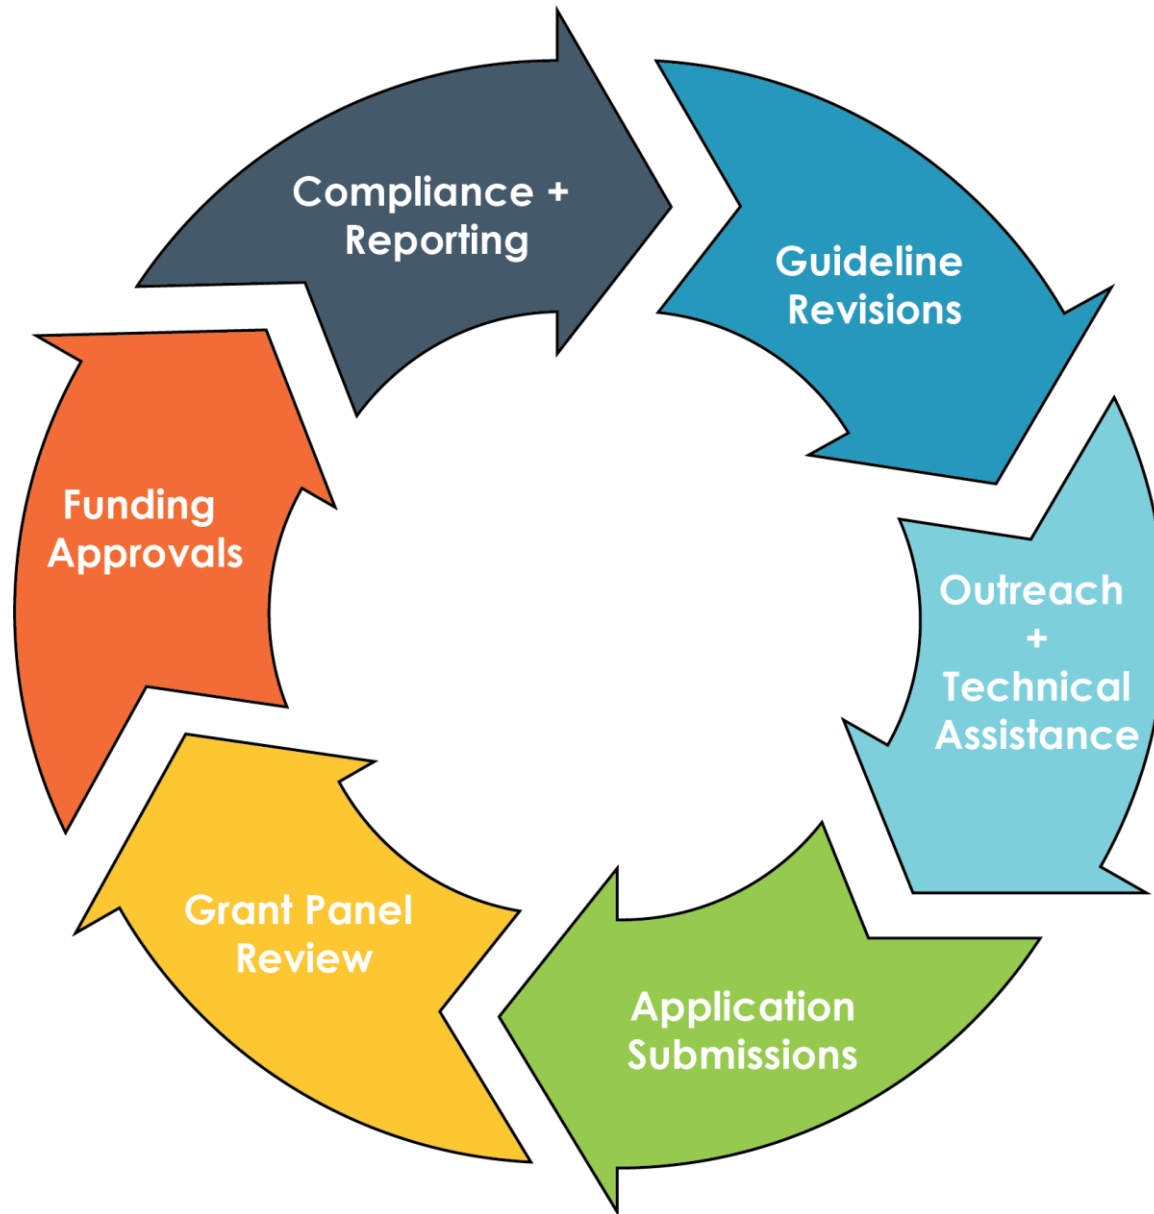 Compliance +
Reporting
Guideline
Revisions
Outreach
+
Technical
Assistance
Application
Submissions
Grant Panel
Review
Funding
Approvals